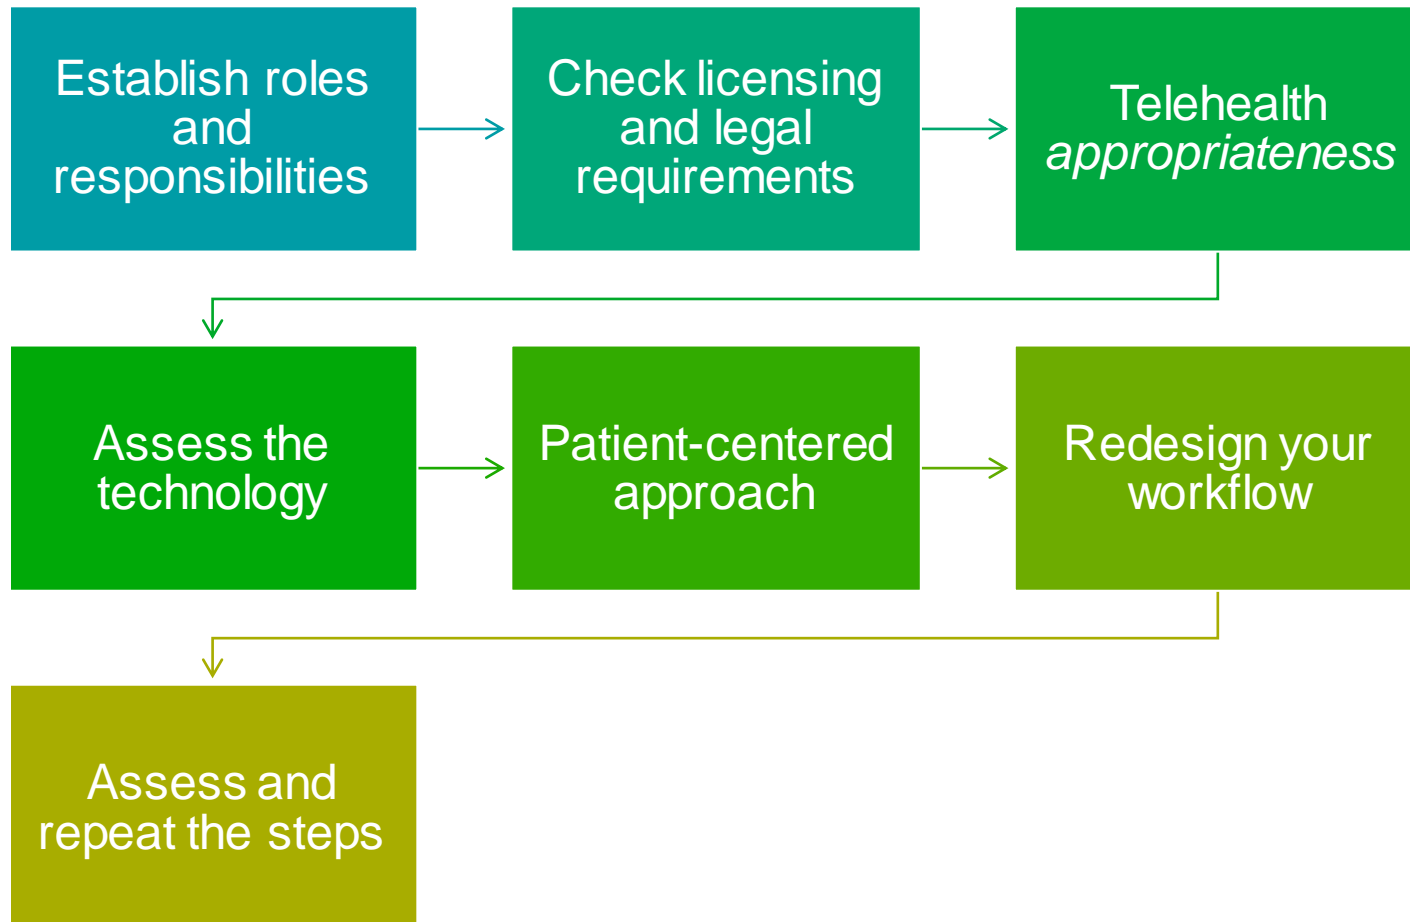 Establish roles
and
responsibilities
Check licensing
and legal
requirements
Telehealth
appropriateness
Assess the
technology
Patient-centered
approach
Redesign your
workflow
Assess and
repeat the steps